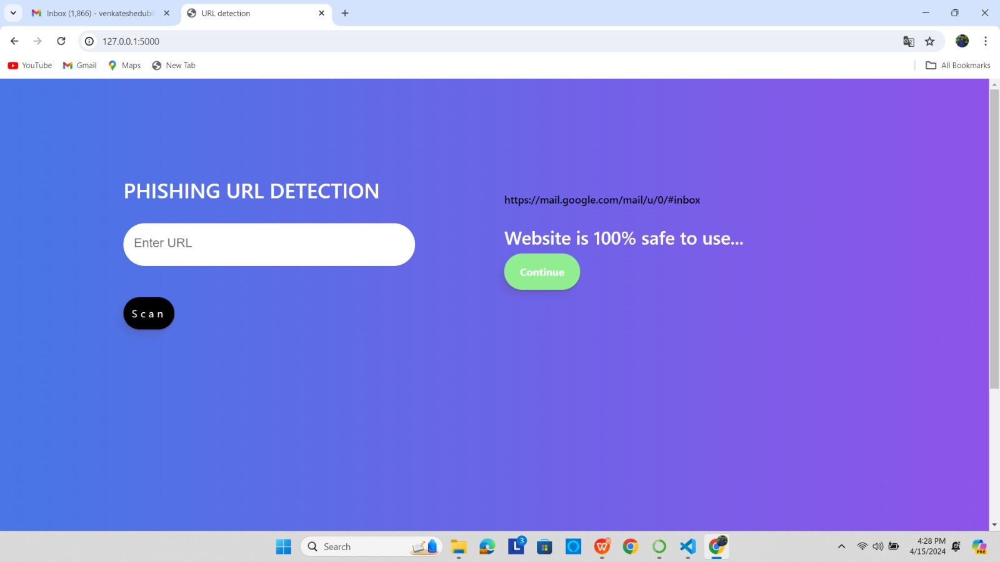 Inbox (1,866) - venkateshedubil
URL detection
127.0.0.1:5000
YouTube
Gmail
Maps
New Tab
All Bookmarks
PHISHING URL DETECTION
https://mail.google.com/mail/u/0/#inbox
Enter URL
Website is 100% safe to use...
Continue
Scan
Search
L
3
W
4:28 PM
4/15/2024
PRE